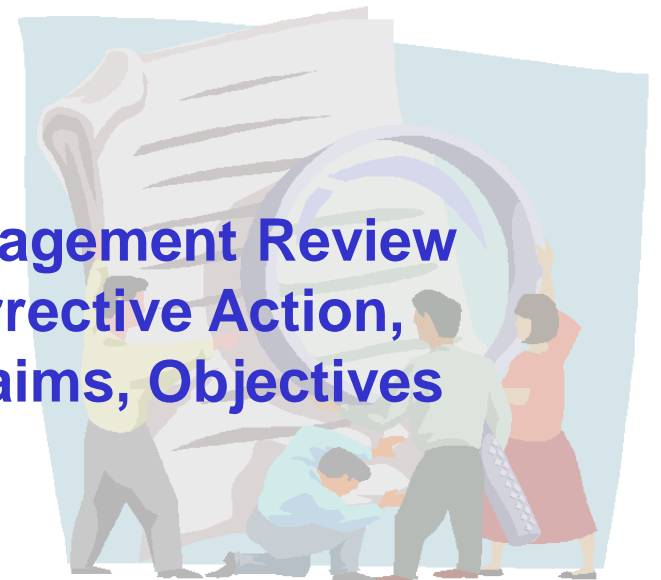 agement Review
rrective Action,
aims, Objectives